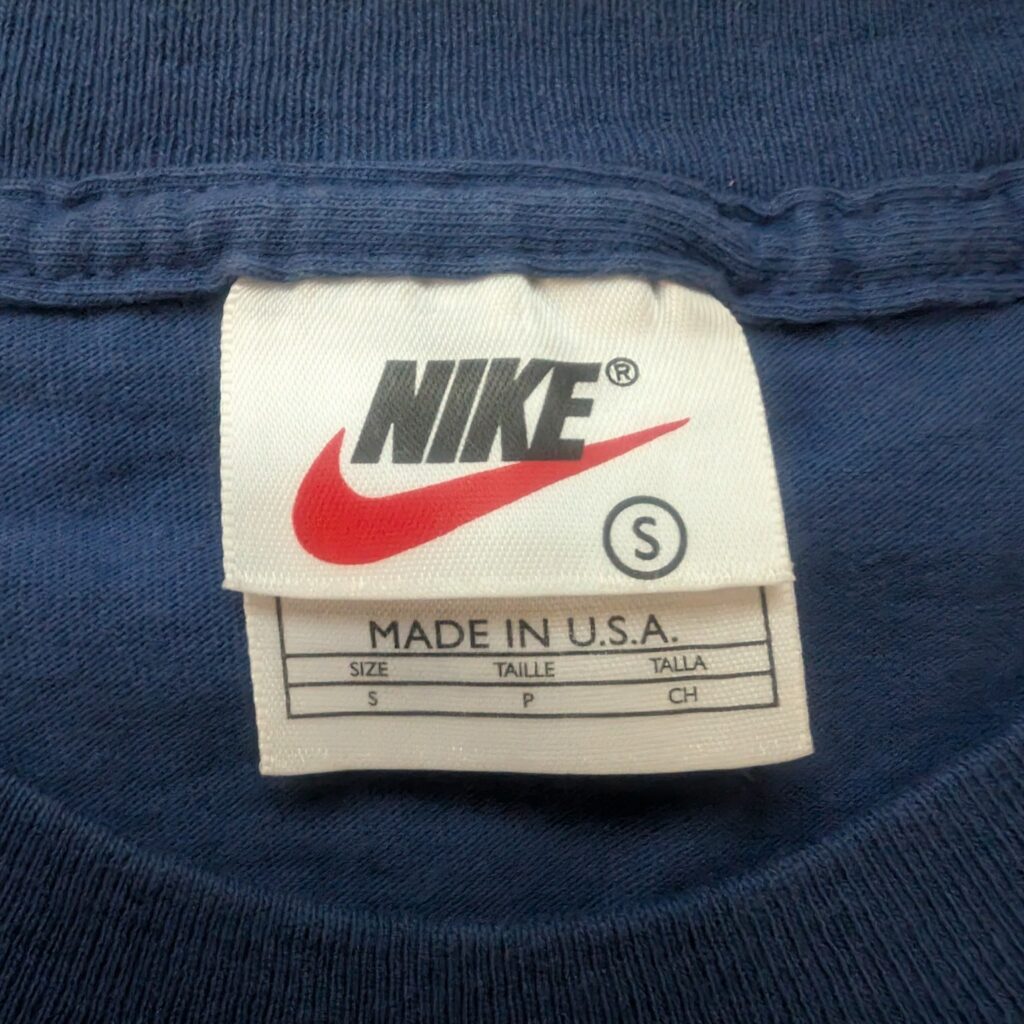 NIKE®
S
MADE IN U.S.A.
SIZE TAILLE TALLA
S P CH